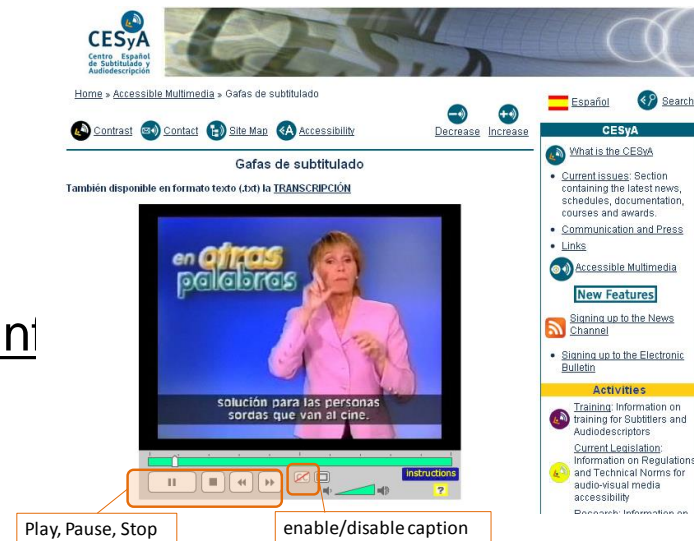 CESyA
Centro Español
de Subtitulado y
Audiodescripción
Home » Accessible Multimedia » Gafas de subtitulado
Contrast
Contact
Site Map
Accessibility
Decrease
Increase
Gafas de subtitulado
También disponible en formato texto (.txt) la TRANSCRIPCIÓN
en otras
palabras
solución para las personas
sordas que van al cine.
instructions
?
Play, Pause, Stop
enable/disable caption
Español
Search
CESyA
What is the CESyA
Current issues: Section
containing the latest news,
schedules, documentation,
courses and awards.
Communication and Press
Links
Accessible Multimedia
New Features
Signing up to the News
Channel
Signing up to the Electronic
Bulletin
Activities
Training: Information on
training for Subtitlers and
Audiodescriptors
Current Legislation:
Information on Regulations
and Technical Norms for
audio-visual media
accessibility